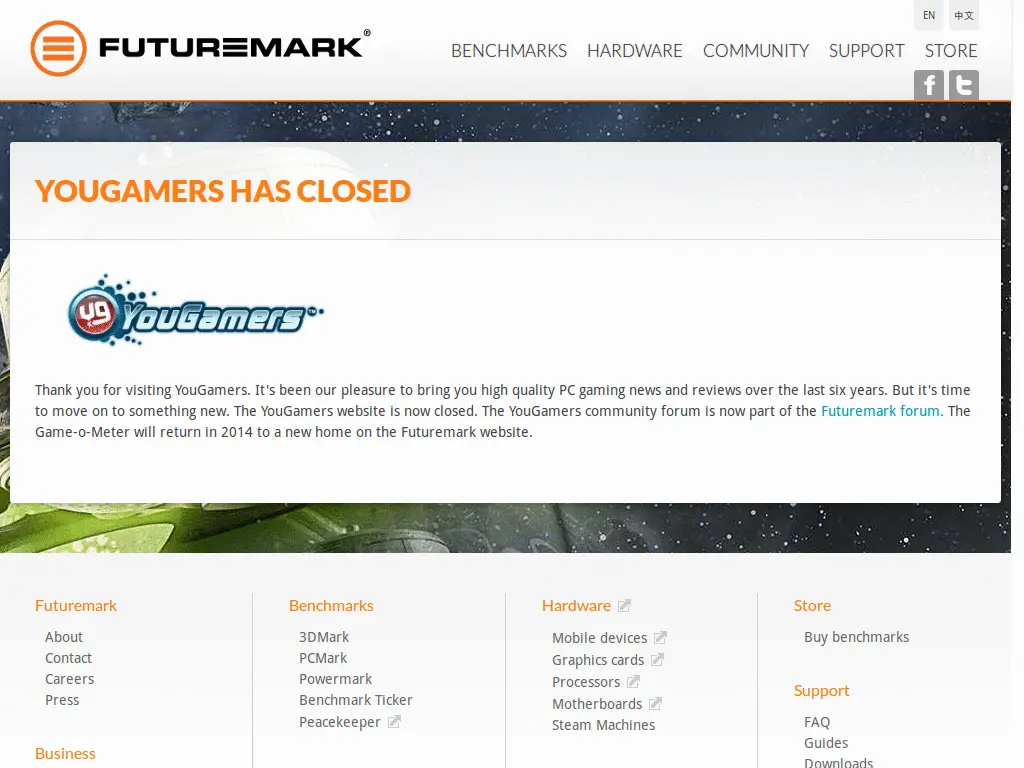 EN 中文
FUTUREMARK®
BENCHMARKS HARDWARE COMMUNITY SUPPORT STORE
f t
YOUGAMERS HAS CLOSED
ug YouGamers™
Thank you for visiting YouGamers. It's been our pleasure to bring you high quality PC gaming news and reviews over the last six years. But it's time
to move on to something new. The YouGamers website is now closed. The YouGamers community forum is now part of the Futuremark forum. The
Game-o-Meter will return in 2014 to a new home on the Futuremark website.
Futuremark
About
Contact
Careers
Press
Business
Benchmarks
3DMark
PCMark
Powermark
Benchmark Ticker
Peacekeeper
Hardware
Mobile devices
Graphics cards
Processors
Motherboards
Steam Machines
Store
Buy benchmarks
Support
FAQ
Guides
Downloads